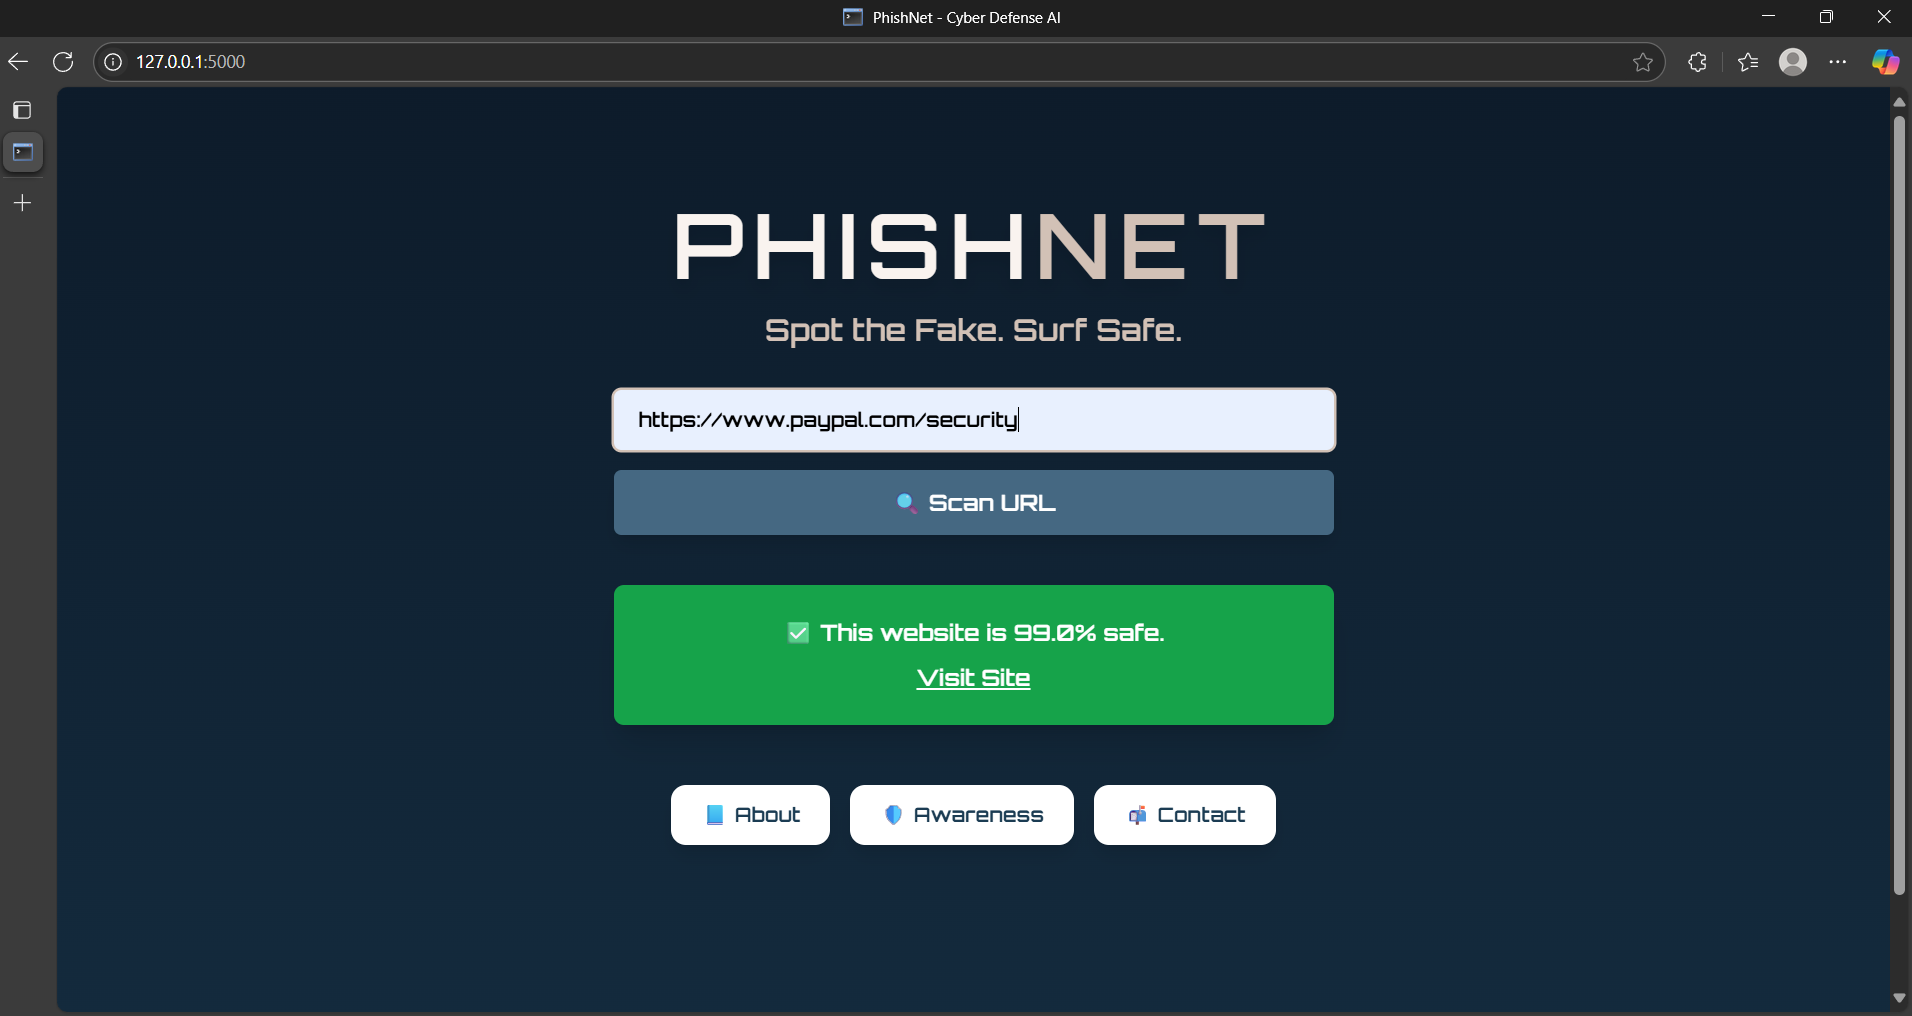 PhishNet - Cyber Defense AI
127.0.0.1:5000
PHISHNET
Spot the Fake. Surf Safe.
https://www.paypal.com/security
🔍 Scan URL
✅ This website is 99.0% safe.
Visit Site
📘 About
🛡️ Awareness
📬 Contact